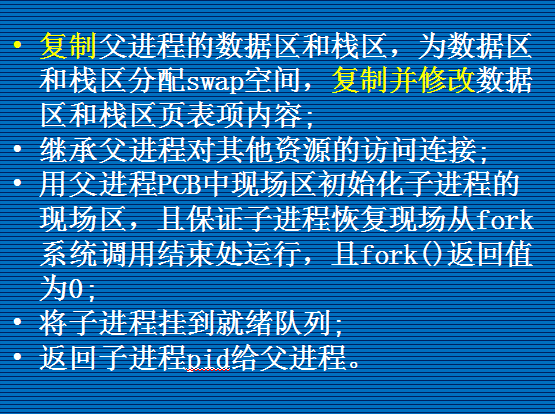 • 复制父进程的数据区和栈区，为数据区
和栈区分配swap空间，复制并修改数据
区和栈区页表项内容;
• 继承父进程对其他资源的访问连接;
• 用父进程PCB中现场区初始化子进程的
现场区，且保证子进程恢复现场从fork
系统调用结束处运行，且fork()返回值
为0;
• 将子进程挂到就绪队列;
• 返回子进程pid给父进程。